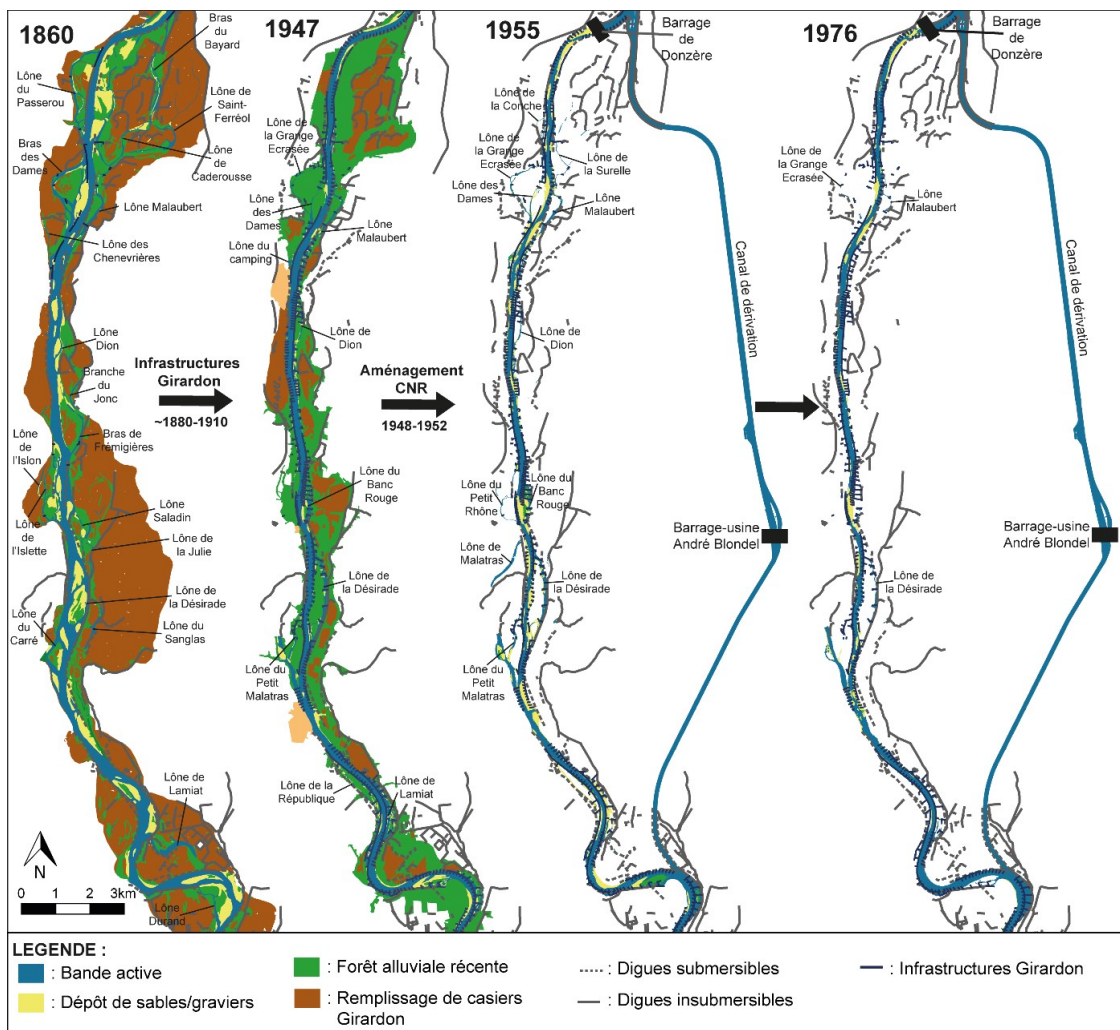 1860
Bras
du
Bayard
Lône
du
Passerou
Lône de
Saint-
Ferréol
Bras
des
Dames
Lône
de
Caderousse
Lône Malaubert
Lône des
Chenevrières
Lône
Dion
Branche
du
Jonc
Lône
de
l'Islon
Bras de
Frémigières
Lône
Saladin
Lône
de
l'Islette
Lône de
la Julie
Lône de
la Désirade
Lône
du
Carré
Lône du
Sanglas
Lône de
Lamiat
Lône
Durand
N
0 1 2 3km
Infrastructures
Girardon
~1880-1910
1947
Lône de
la Grange
Ecrasée
Lône
des
Dames
Lône
Malaubert
Lône du
camping
Lône de
Dion
Lône du
Banc
Rouge
Lône de
la Désirade
Lône du
Petit
Malatras
Lône de la
République
Lône de
Lamiat
Aménagement
CNR
1948-1952
1955
Barrage
de
Donzère
Lône de
la Conche
Lône de
la Grange
Ecrasée
Lône de
la Surelle
Lône des
Dames
Lône
Malaubert
Lône de
Dion
Lône du
Petit
Rhône
Lône du
Banc
Rouge
Lône de
Malatras
Lône de
la Désirade
Lône du
Petit
Malatras
Canal de dérivation
Barrage-usine
André Blondel
1976
Barrage
de
Donzère
Lône de
la Grange
Ecrasée
Lône
Malaubert
Lône de
la Désirade
Canal de dérivation
Barrage-usine
André Blondel
LEGENDE :
: Bande active
: Dépôt de sables/graviers
: Forêt alluviale récente
: Remplissage de casiers
Girardon
: Digues submersibles
: Digues insubmersibles
: Infrastructures Girardon